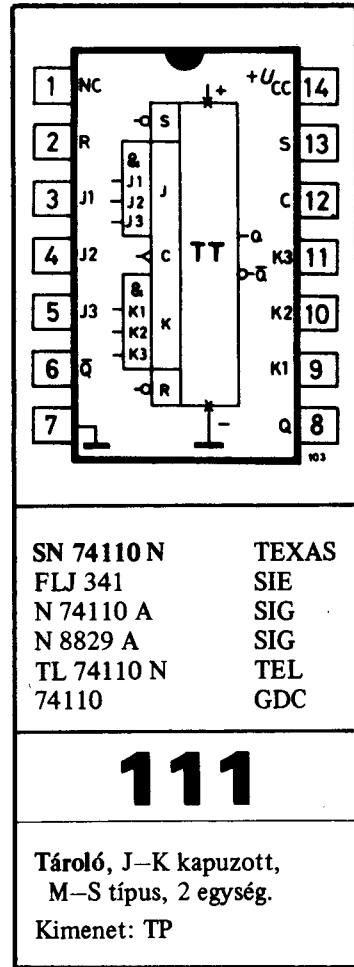 1 NC +UCC 14
2 R S 13
3 J1 C 12
4 J2 K3 11
5 J3 K2 10
6 Q̅ K1 9
7 Q 8
+
S
&
J1 J
J2
J3
C TT Q
Q̅
&
K1 K
K2
K3
R
−
103
SN 74110 N TEXAS
FLJ 341 SIE
N 74110 A SIG
N 8829 A SIG
TL 74110 N TEL
74110 GDC
111
Tároló, J–K kapuzott,
M–S típus, 2 egység.
Kimenet: TP